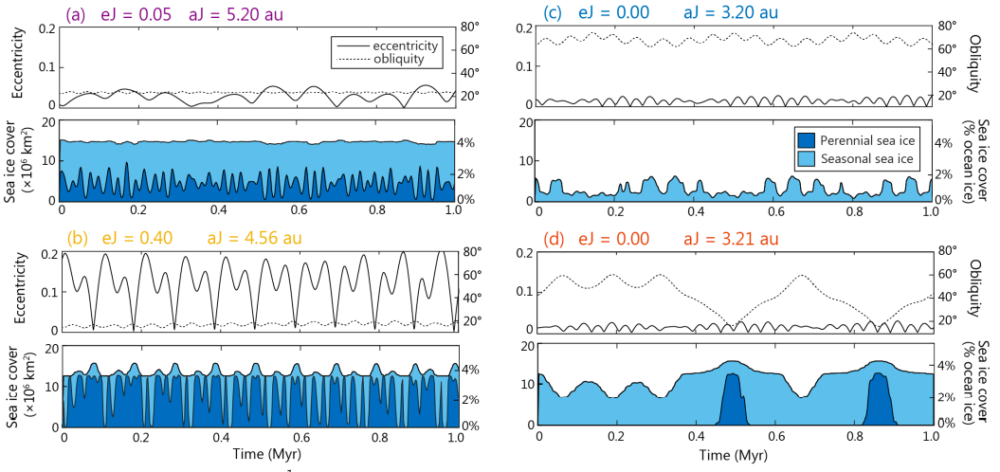 (a) eJ = 0.05 aJ = 5.20 au
0.2
0.1
0
Eccentricity
80°
60°
40°
20°
eccentricity
obliquity
20
10
0
Sea ice cover
(×10⁶ km²)
4%
2%
0%
0 0.2 0.4 0.6 0.8 1.0
(b) eJ = 0.40 aJ = 4.56 au
0.2
0.1
0
Eccentricity
80°
60°
40°
20°
20
10
0
Sea ice cover
(×10⁶ km²)
4%
2%
0%
0 0.2 0.4 0.6 0.8 1.0
Time (Myr)
(c) eJ = 0.00 aJ = 3.20 au
0.2
0.1
0
80°
60°
40°
20°
Obliquity
20
10
0
Perennial sea ice
Seasonal sea ice
4%
2%
0%
Sea ice cover
(% ocean ice)
0 0.2 0.4 0.6 0.8 1.0
(d) eJ = 0.00 aJ = 3.21 au
0.2
0.1
0
80°
60°
40°
20°
Obliquity
20
10
0
4%
2%
0%
Sea ice cover
(% ocean ice)
0 0.2 0.4 0.6 0.8 1.0
Time (Myr)